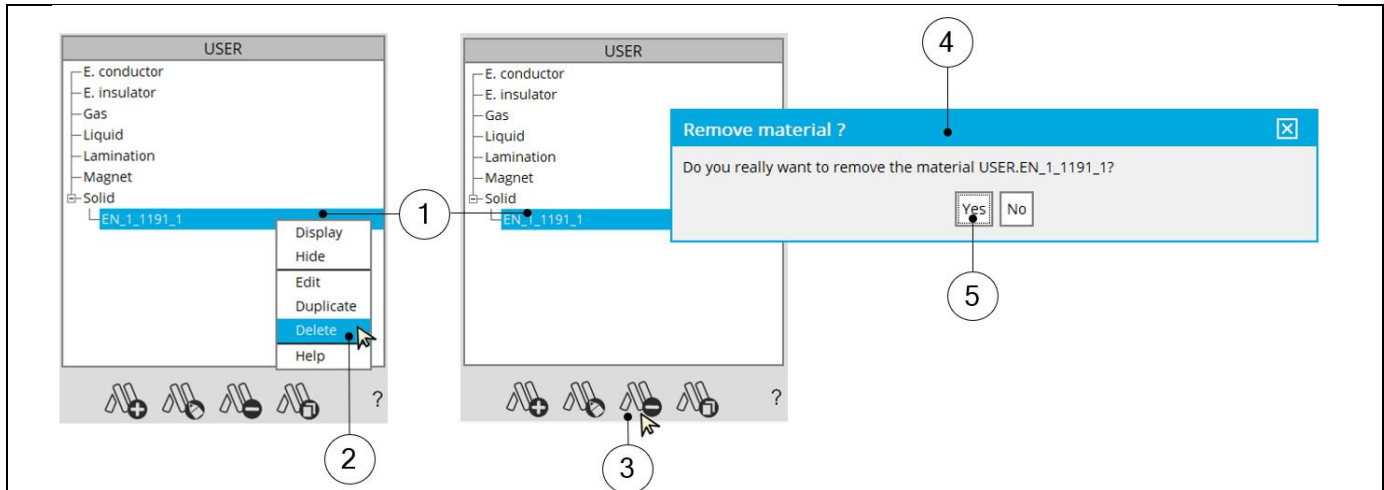 USER
E. conductor
E. insulator
Gas
Liquid
Lamination
Magnet
Solid
EN_1_1191_1
Display
Hide
Edit
Duplicate
Delete
Help
?
2
1
USER
E. conductor
E. insulator
Gas
Liquid
Lamination
Magnet
Solid
EN_1_1191_1
?
3
4
Remove material ?
Do you really want to remove the material USER.EN_1_1191_1?
Yes No
5